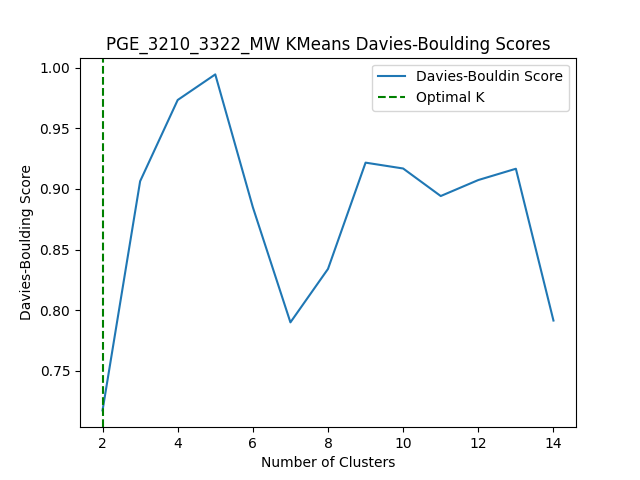 PGE_3210_3322_MW KMeans Davies-Boulding Scores
Davies-Bouldin Score
Optimal K
Davies-Boulding Score
1.00
0.95
0.90
0.85
0.80
0.75
2 4 6 8 10 12 14
Number of Clusters